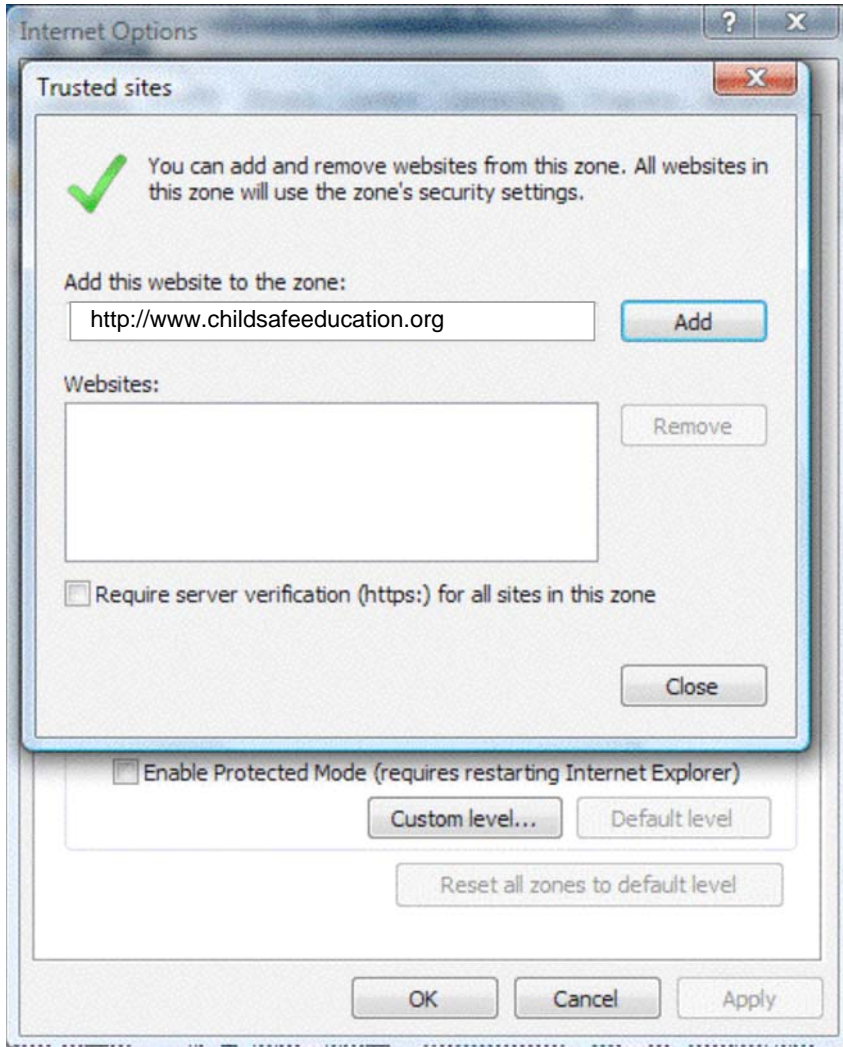 Internet Options
Trusted sites
You can add and remove websites from this zone. All websites in
this zone will use the zone's security settings.
Add this website to the zone:
http://www.childsafeeducation.org
Add
Websites:
Remove
Require server verification (https:) for all sites in this zone
Close
Enable Protected Mode (requires restarting Internet Explorer)
Custom level...
Default level
Reset all zones to default level
OK
Cancel
Apply